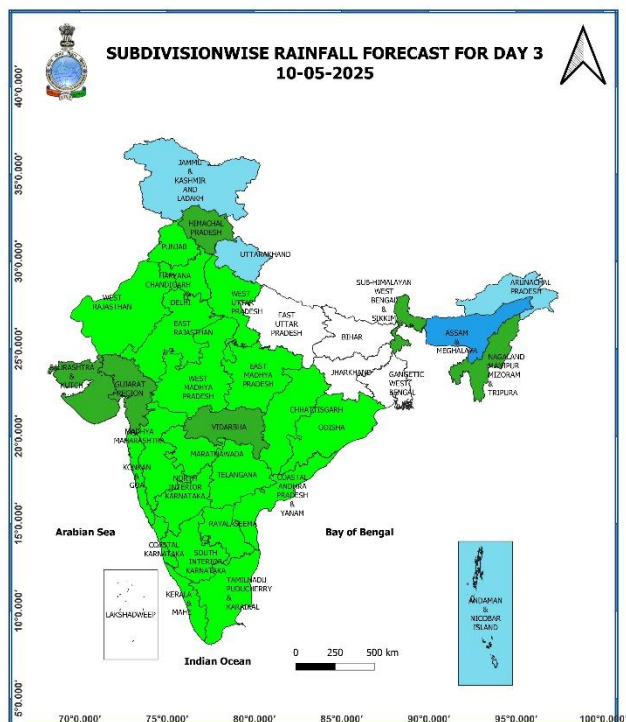 SUBDIVISIONWISE RAINFALL FORECAST FOR DAY 3
10-05-2025
40°0.000'
35°0.000'
30°0.000'
25°0.000'
20°0.000'
15°0.000'
10°0.000'
5°0.000'
JAMMU
&
KASHMIR
AND
LADAKH
HIMACHAL
PRADESH
PUNJAB
UTTARAKHAND
HARYANA
CHANDIGARH
DELHI
WEST
RAJASTHAN
WEST
UTTAR
PRADESH
EAST
UTTAR
PRADESH
SUB-HIMALAYAN
WEST
BENGAL
&
SIKKIM
ARUNACHAL
PRADESH
EAST
RAJASTHAN
BIHAR
ASSAM
&
MEGHALAYA
NAGALAND
MANIPUR
MIZORAM
&
TRIPURA
SAURASHTRA
&
KUTCH
GUJARAT
REGION
WEST
MADHYA
PRADESH
EAST
MADHYA
PRADESH
JHARKHAND
GANGETIC
WEST
BENGAL
CHHATTISGARH
ODISHA
VIDARBHA
MADHYA
MAHARASHTRA
MARATHAWADA
KONKAN
&
GOA
NORTH
INTERIOR
KARNATAKA
TELANGANA
COASTAL
ANDHRA
PRADESH
&
YANAM
RAYALASEEMA
Arabian Sea
Bay of Bengal
COASTAL
KARNATAKA
SOUTH
INTERIOR
KARNATAKA
TAMILNADU
PUDUCHERRY
&
KARAIKAL
KERALA
&
MAHE
LAKSHADWEEP
ANDAMAN
&
NICOBAR
ISLAND
Indian Ocean
0 250 500 km
70°0.000' 75°0.000' 80°0.000' 85°0.000' 90°0.000' 95°0.000' 100°0.000'